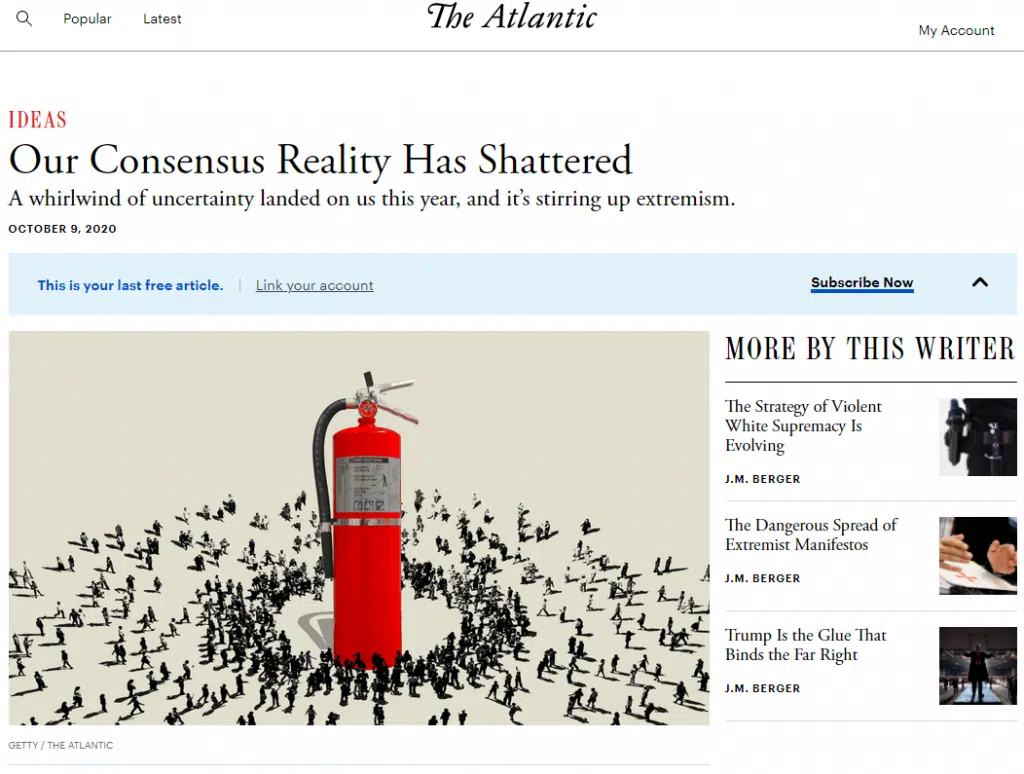 Popular
Latest
The Atlantic
My Account
IDEAS
Our Consensus Reality Has Shattered
A whirlwind of uncertainty landed on us this year, and it's stirring up extremism.
OCTOBER 9, 2020
This is your last free article.
Link your account
Subscribe Now
MORE BY THIS WRITER
The Strategy of Violent
White Supremacy Is
Evolving
J.M. BERGER
The Dangerous Spread of
Extremist Manifestos
J.M. BERGER
Trump Is the Glue That
Binds the Far Right
J.M. BERGER
GETTY / THE ATLANTIC